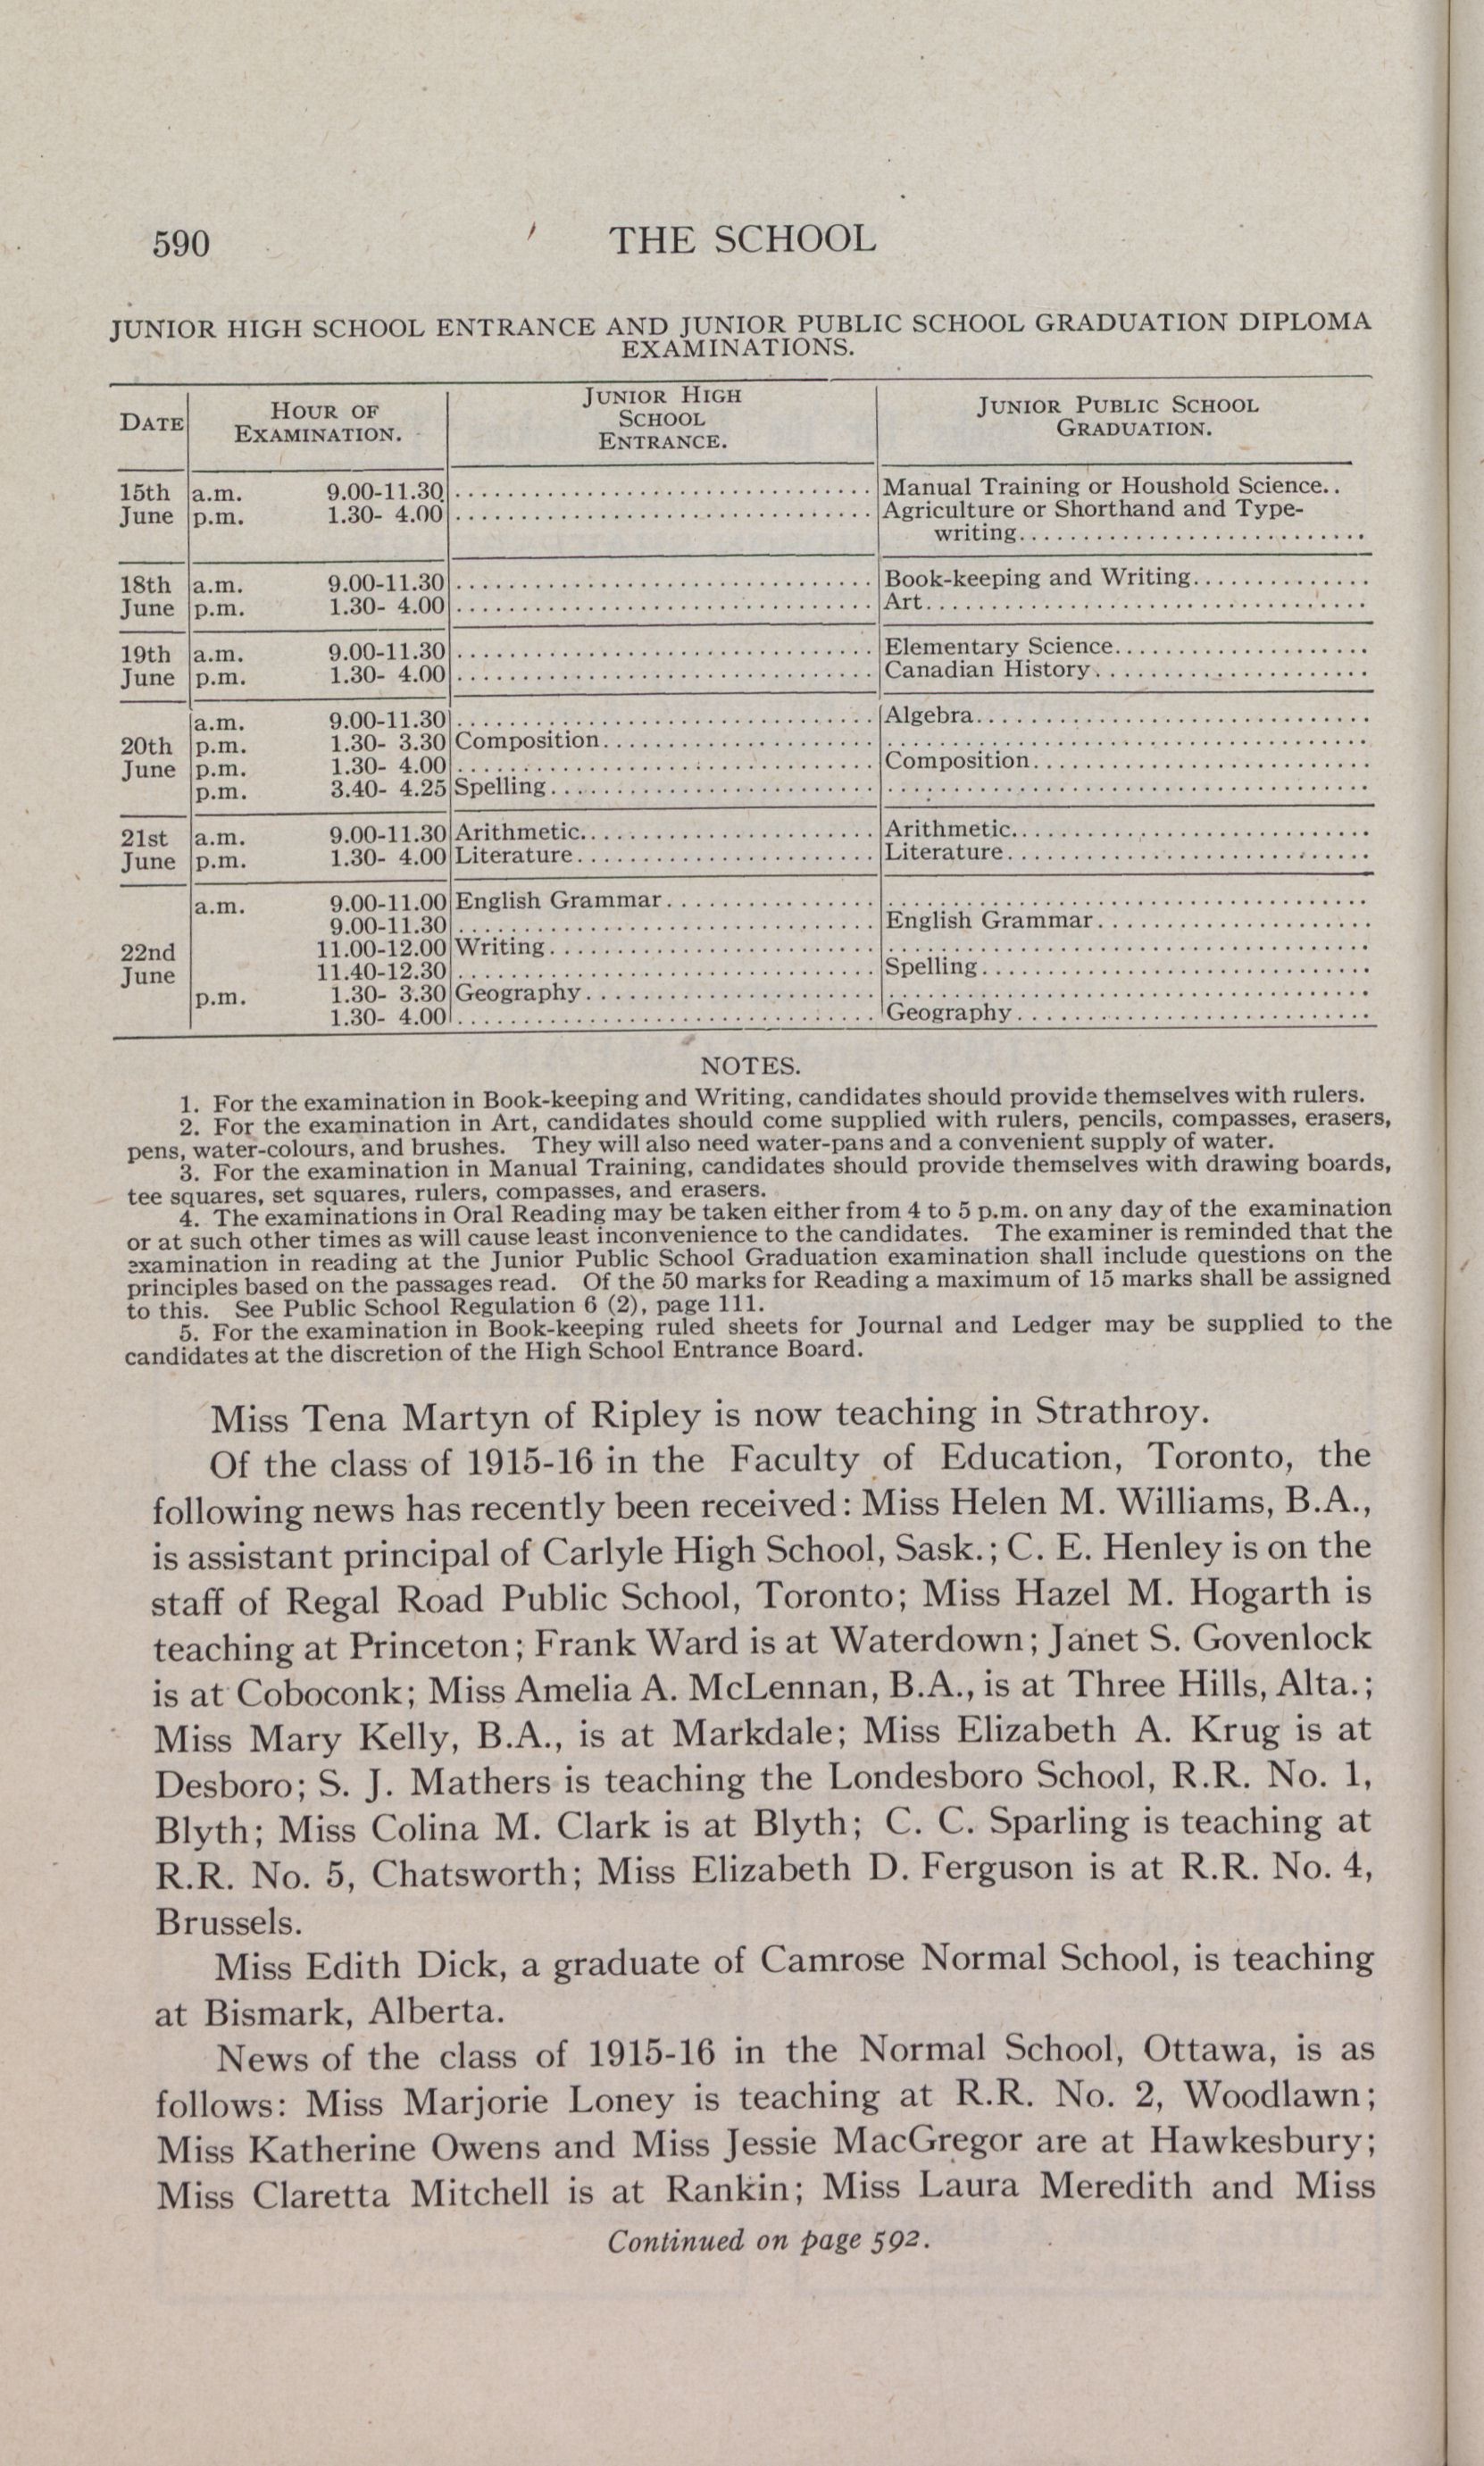 590 THE SCHOOL
JUNIOR HIGH SCHOOL ENTRANCE AND JUNIOR PUBLIC SCHOOL GRADUATION DIPLOMA
EXAMINATIONS.
DATE HOUR OF EXAMINATION. JUNIOR HIGH SCHOOL ENTRANCE. JUNIOR PUBLIC SCHOOL GRADUATION.
15th a.m. 9.00-11.30 Manual Training or Houshold Science..
June p.m. 1.30- 4.00 Agriculture or Shorthand and Type-
writing
18th a.m. 9.00-11.30 Book-keeping and Writing
June p.m. 1.30- 4.00 Art
19th a.m. 9.00-11.30 Elementary Science
June p.m. 1.30- 4.00 Canadian History
a.m. 9.00-11.30 Algebra
20th p.m. 1.30- 3.30 Composition
June p.m. 1.30- 4.00 Composition
p.m. 3.40- 4.25 Spelling
21st a.m. 9.00-11.30 Arithmetic Arithmetic
June p.m. 1.30- 4.00 Literature Literature
a.m. 9.00-11.00 English Grammar
9.00-11.30 English Grammar
22nd 11.00-12.00 Writing
June 11.40-12.30 Spelling
p.m. 1.30- 3.30 Geography
1.30- 4.00 Geography
NOTES.
1. For the examination in Book-keeping and Writing, candidates should provide themselves with rulers.
2. For the examination in Art, candidates should come supplied with rulers, pencils, compasses, erasers,
pens, water-colours, and brushes. They will also need water-pans and a convenient supply of water.
3. For the examination in Manual Training, candidates should provide themselves with drawing boards,
tee squares, set squares, rulers, compasses, and erasers.
4. The examinations in Oral Reading may be taken either from 4 to 5 p.m. on any day of the examination
or at such other times as will cause least inconvenience to the candidates. The examiner is reminded that the
examination in reading at the Junior Public School Graduation examination shall include questions on the
principles based on the passages read. Of the 50 marks for Reading a maximum of 15 marks shall be assigned
to this. See Public School Regulation 6 (2), page 111.
5. For the examination in Book-keeping ruled sheets for Journal and Ledger may be supplied to the
candidates at the discretion of the High School Entrance Board.
Miss Tena Martyn of Ripley is now teaching in Strathroy.
Of the class of 1915-16 in the Faculty of Education, Toronto, the
following news has recently been received: Miss Helen M. Williams, B.A.,
is assistant principal of Carlyle High School, Sask.; C. E. Henley is on the
staff of Regal Road Public School, Toronto; Miss Hazel M. Hogarth is
teaching at Princeton; Frank Ward is at Waterdown; Janet S. Govenlock
is at Coboconk; Miss Amelia A. McLennan, B.A., is at Three Hills, Alta.;
Miss Mary Kelly, B.A., is at Markdale; Miss Elizabeth A. Krug is at
Desboro; S. J. Mathers is teaching the Londesboro School, R.R. No. 1,
Blyth; Miss Colina M. Clark is at Blyth; C. C. Sparling is teaching at
R.R. No. 5, Chatsworth; Miss Elizabeth D. Ferguson is at R.R. No. 4,
Brussels.
Miss Edith Dick, a graduate of Camrose Normal School, is teaching
at Bismark, Alberta.
News of the class of 1915-16 in the Normal School, Ottawa, is as
follows: Miss Marjorie Loney is teaching at R.R. No. 2, Woodlawn;
Miss Katherine Owens and Miss Jessie MacGregor are at Hawkesbury;
Miss Claretta Mitchell is at Rankin; Miss Laura Meredith and Miss
Continued on page 592.